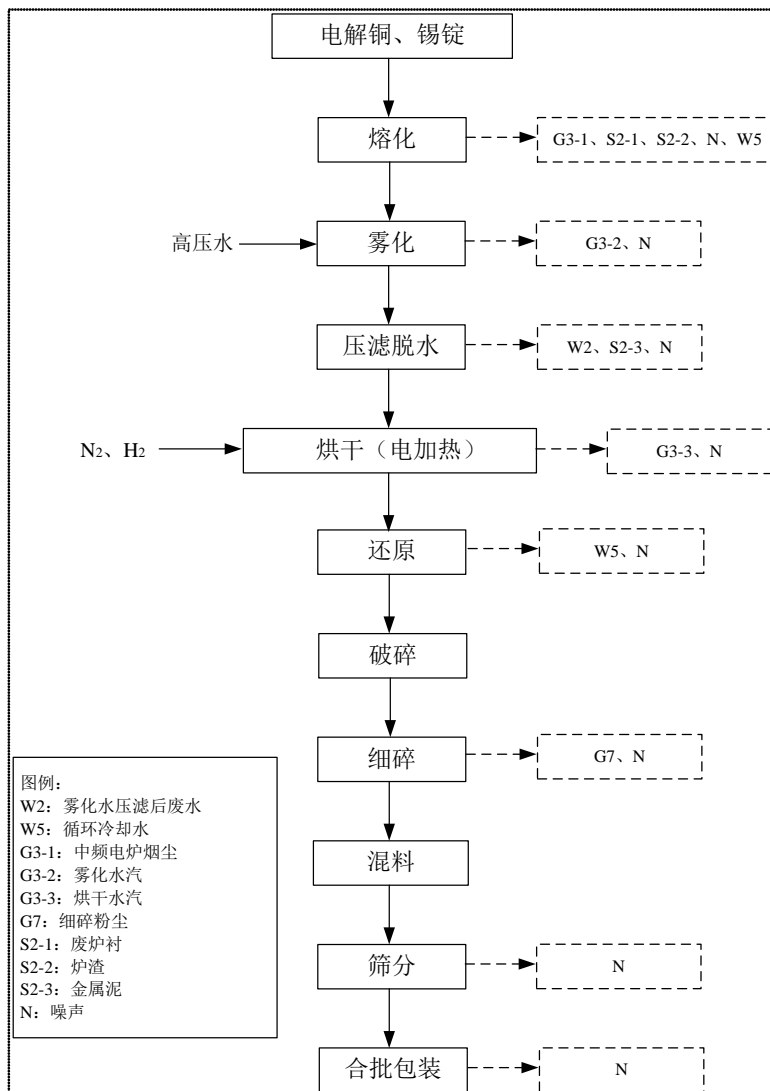 电解铜、锡锭
熔化
G3-1、S2-1、S2-2、N、W5
高压水
雾化
G3-2、N
压滤脱水
W2、S2-3、N
N2、H2
烘干（电加热）
G3-3、N
还原
W5、N
破碎
细碎
G7、N
混料
筛分
N
合批包装
N
图例：
W2：雾化水压滤后废水
W5：循环冷却水
G3-1：中频电炉烟尘
G3-2：雾化水汽
G3-3：烘干水汽
G7：细碎粉尘
S2-1：废炉衬
S2-2：炉渣
S2-3：金属泥
N：噪声